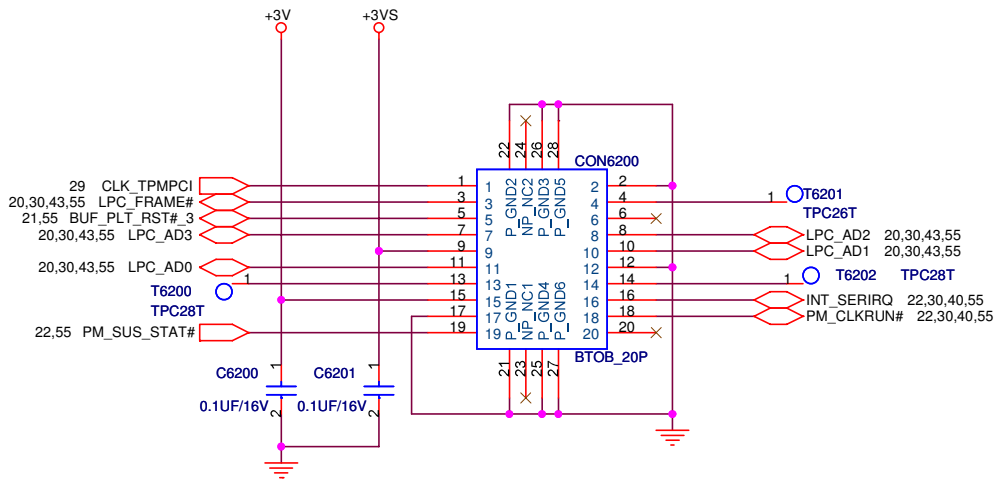 +3V +3VS
22 24 26 28
CON6200
P_GND2 NP_NC2 P_GND3 P_GND5
29 CLK_TPMPCI 1 1 2 2
20,30,43,55 LPC_FRAME# 3 3 4 4 1 T6201
TPC26T
21,55 BUF_PLT_RST#_3 5 5 6 6
20,30,43,55 LPC_AD3 7 7 8 8 LPC_AD2 20,30,43,55
9 9 10 10 LPC_AD1 20,30,43,55
20,30,43,55 LPC_AD0 11 11 12 12
T6200 1 13 13 14 14 1 T6202 TPC28T
TPC28T
15 15 16 16 INT_SERIRQ 22,30,40,55
17 17 18 18 PM_CLKRUN# 22,30,40,55
22,55 PM_SUS_STAT# 19 19 20 20
P_GND1 NP_NC1 P_GND4 P_GND6
BTOB_20P
21 23 25 27
C6200 1 C6201 1
0.1UF/16V 2 0.1UF/16V 2